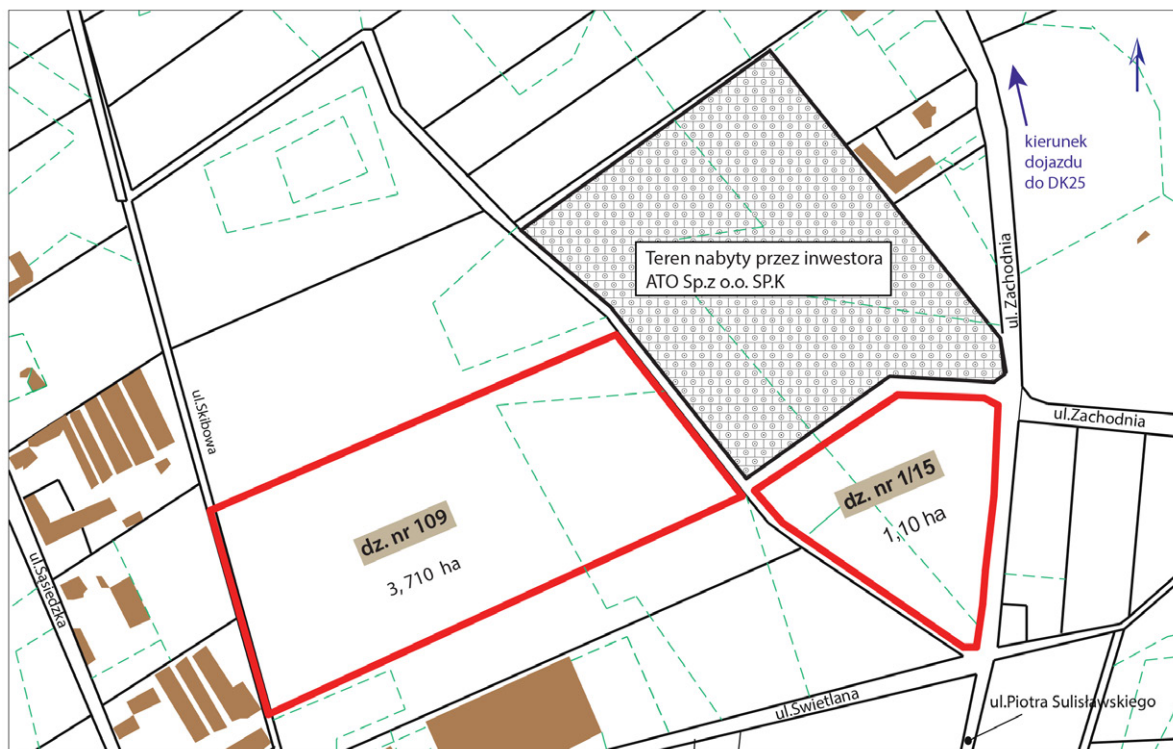 kierunek
dojazdu
do DK25
Teren nabyty przez inwestora
ATO Sp.z o.o. SP.K
ul. Zachodnia
ul.Zachodnia
ul.Skibowa
dz. nr 109
3,710 ha
dz. nr 1/15
1,10 ha
ul.Sąsiedzka
ul.Swietlana
ul.Piotra Sulisławskiego